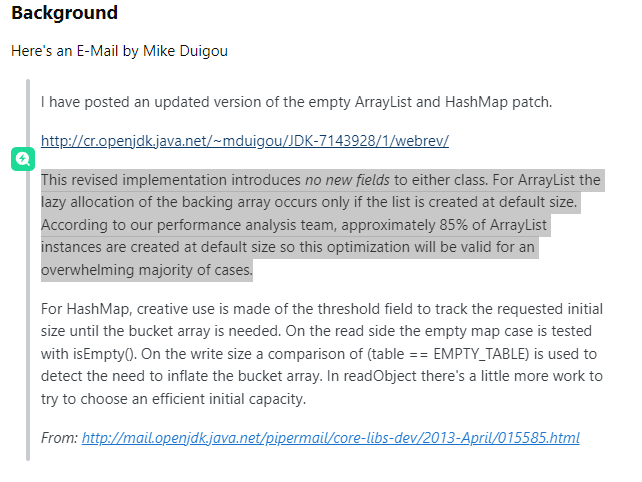 Background
Here's an E-Mail by Mike Duigou
I have posted an updated version of the empty ArrayList and HashMap patch.
http://cr.openjdk.java.net/~mduigou/JDK-7143928/1/webrev/
This revised implementation introduces no new fields to either class. For ArrayList the
lazy allocation of the backing array occurs only if the list is created at default size.
According to our performance analysis team, approximately 85% of ArrayList
instances are created at default size so this optimization will be valid for an
overwhelming majority of cases.
For HashMap, creative use is made of the threshold field to track the requested initial
size until the bucket array is needed. On the read side the empty map case is tested
with isEmpty(). On the write size a comparison of (table == EMPTY_TABLE) is used to
detect the need to inflate the bucket array. In readObject there's a little more work to
try to choose an efficient initial capacity.
From: http://mail.openjdk.java.net/pipermail/core-libs-dev/2013-April/015585.html